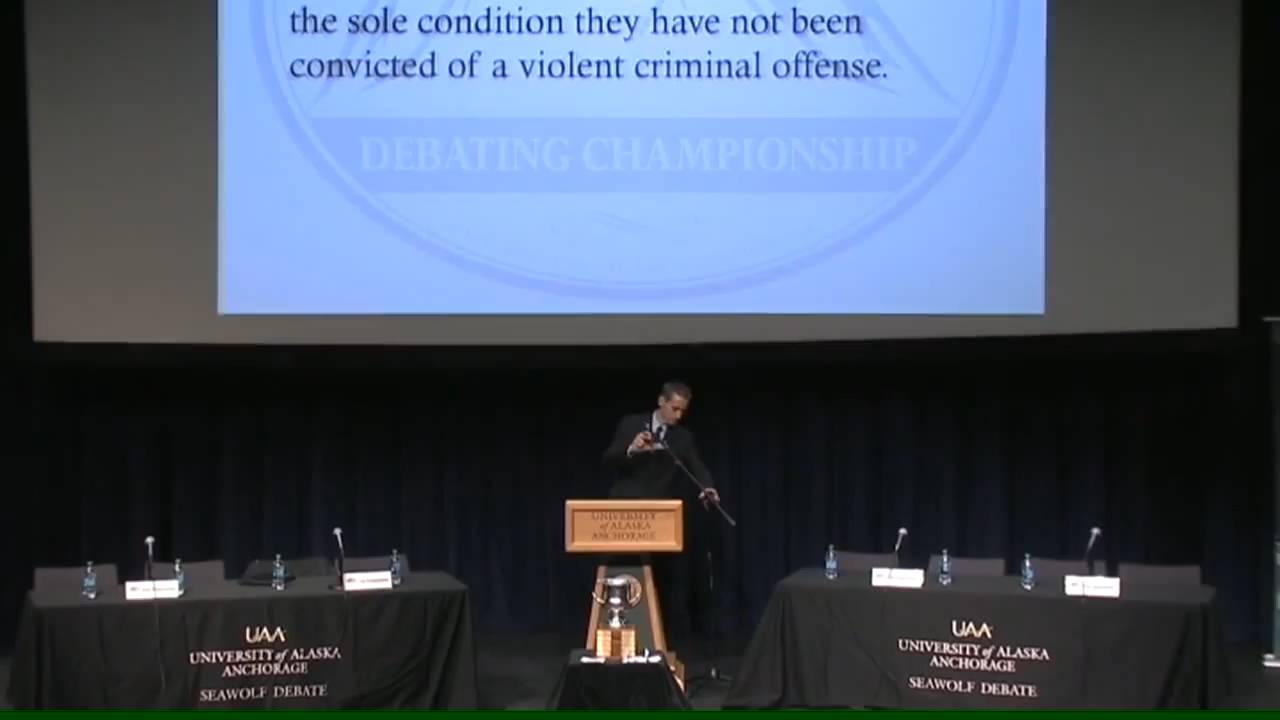 the sole condition they have not been
convicted of a violent criminal offense.
DEBATING CHAMPIONSHIP
UNIVERSITY
of ALASKA
ANCHORAGE
UAA
UNIVERSITY of ALASKA
ANCHORAGE
SEAWOLF DEBATE
UAA
UNIVERSITY of ALASKA
ANCHORAGE
SEAWOLF DEBATE